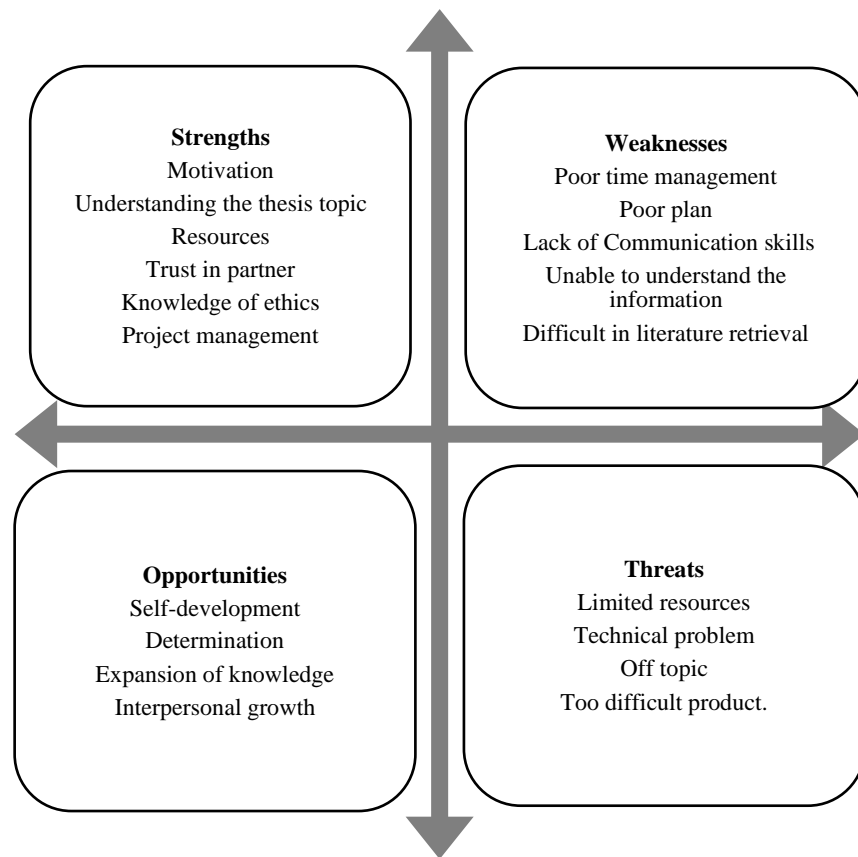 Strengths
Motivation
Understanding the thesis topic
Resources
Trust in partner
Knowledge of ethics
Project management
Weaknesses
Poor time management
Poor plan
Lack of Communication skills
Unable to understand the
information
Difficult in literature retrieval
Opportunities
Self-development
Determination
Expansion of knowledge
Interpersonal growth
Threats
Limited resources
Technical problem
Off topic
Too difficult product.